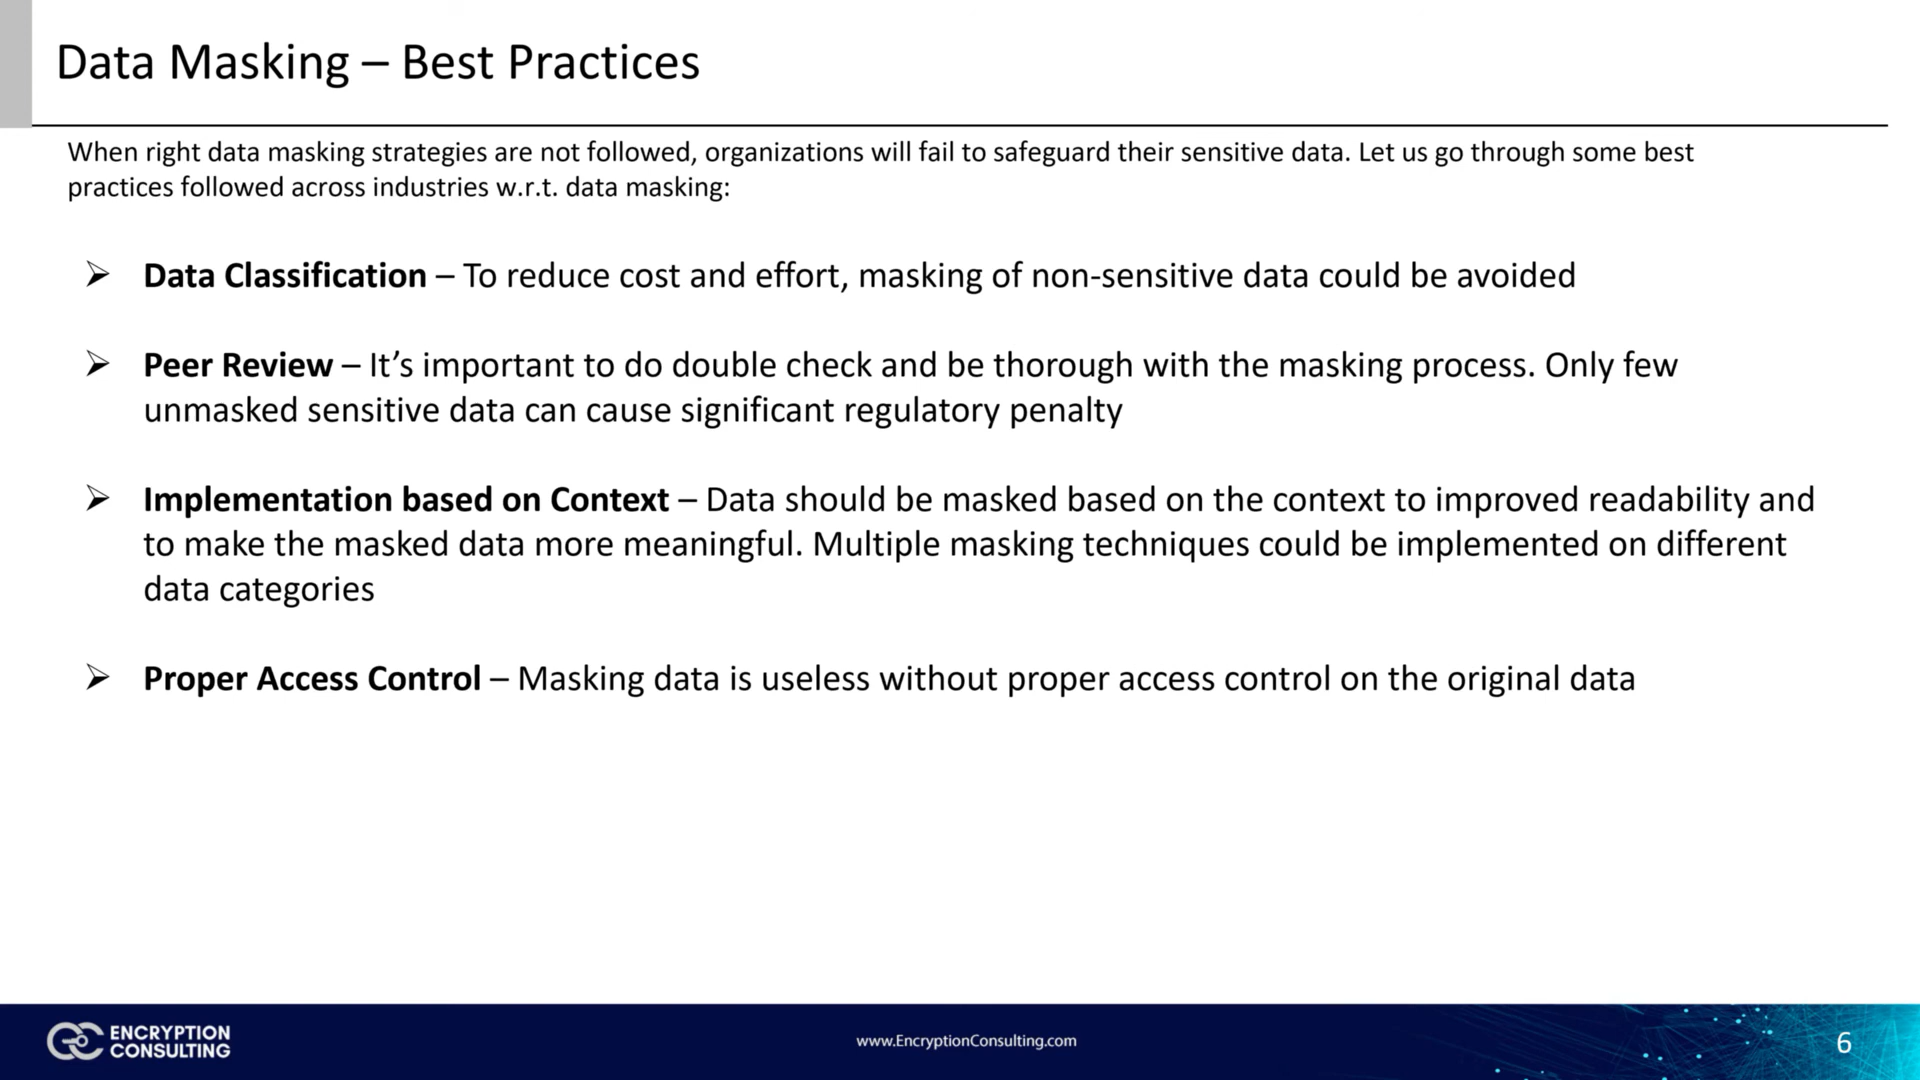 Data Masking – Best Practices
When right data masking strategies are not followed, organizations will fail to safeguard their sensitive data. Let us go through some best
practices followed across industries w.r.t. data masking:
➢ Data Classification – To reduce cost and effort, masking of non-sensitive data could be avoided
➢ Peer Review – It’s important to do double check and be thorough with the masking process. Only few
unmasked sensitive data can cause significant regulatory penalty
➢ Implementation based on Context – Data should be masked based on the context to improved readability and
to make the masked data more meaningful. Multiple masking techniques could be implemented on different
data categories
➢ Proper Access Control – Masking data is useless without proper access control on the original data
ENCRYPTION
CONSULTING
www.EncryptionConsulting.com
6